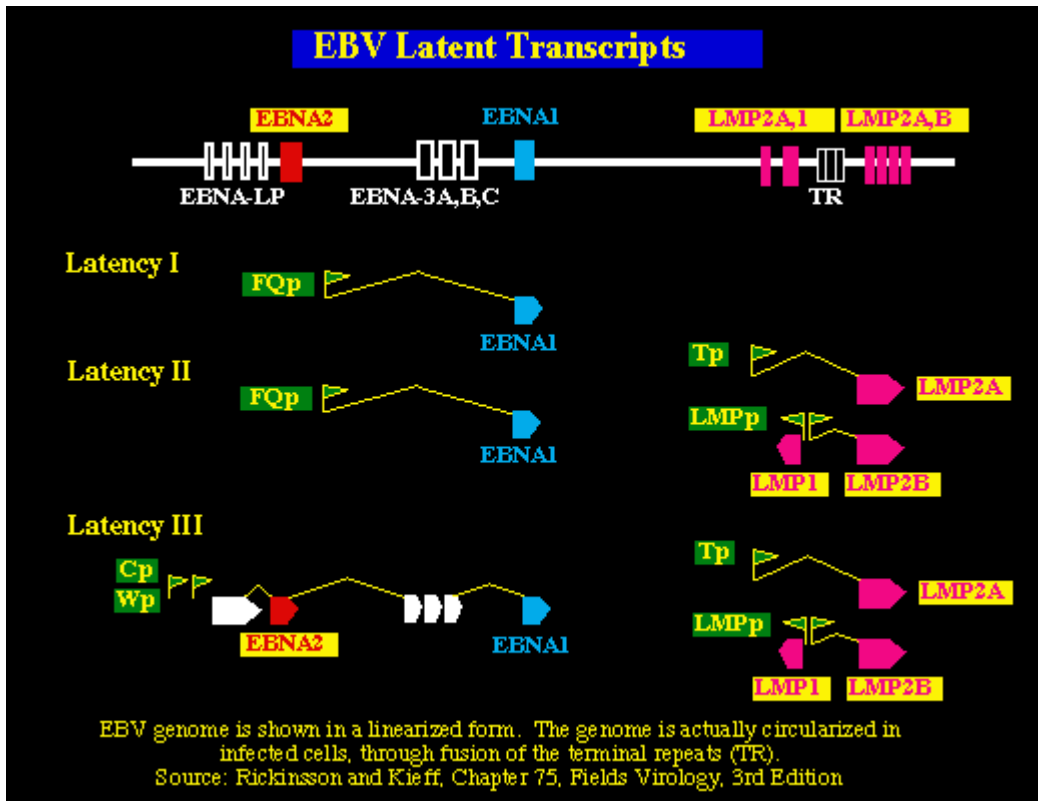 EBV Latent Transcripts
EBNA2 EBNA1 LMP2A,1 LMP2A,B
EBNA-LP EBNA-3A,B,C TR
Latency I
FQp
EBNA1
Latency II
FQp
EBNA1
Tp
LMP2A
LMPp
LMP1 LMP2B
Latency III
Cp
Wp
EBNA2 EBNA1
Tp
LMP2A
LMPp
LMP1 LMP2B
EBV genome is shown in a linearized form. The genome is actually circularized in
infected cells, through fusion of the terminal repeats (TR).
Source: Rickinsson and Kieff, Chapter 75, Fields Virology, 3rd Edition